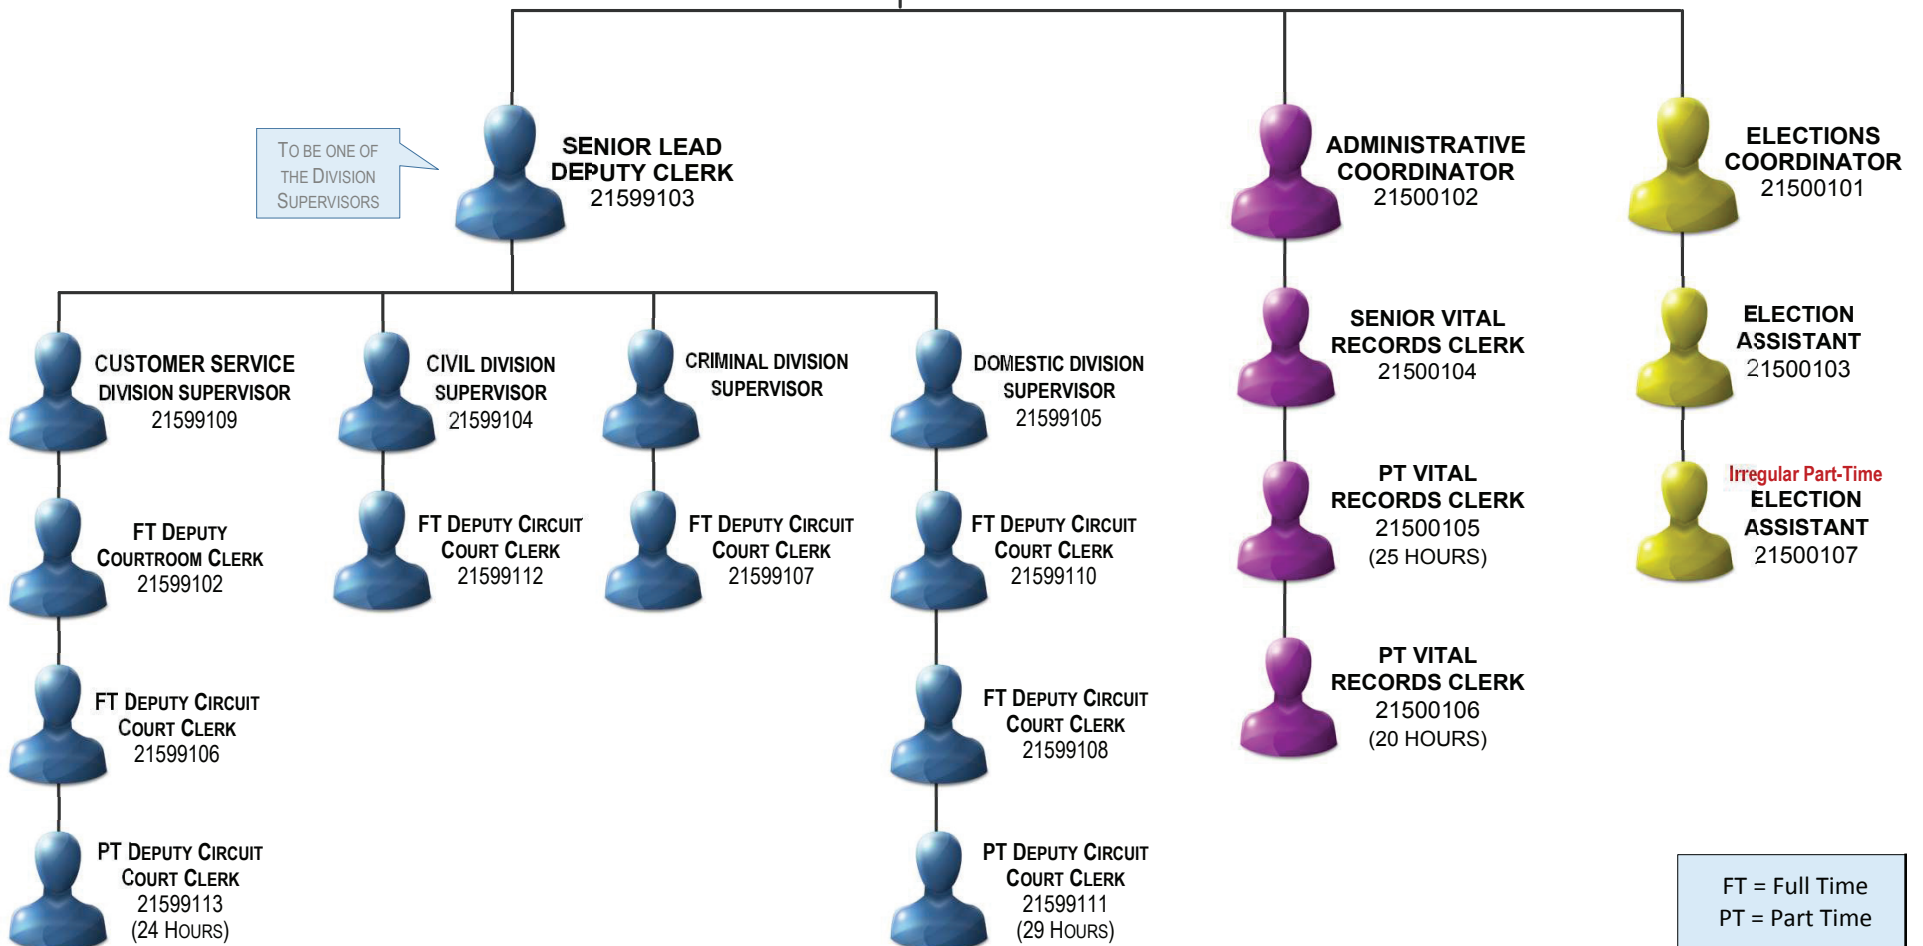 TO BE ONE OF
THE DIVISION
SUPERVISORS
SENIOR LEAD
DEPUTY CLERK
21599103
ADMINISTRATIVE
COORDINATOR
21500102
ELECTIONS
COORDINATOR
21500101
CUSTOMER SERVICE
DIVISION SUPERVISOR
21599109
CIVIL DIVISION
SUPERVISOR
21599104
CRIMINAL DIVISION
SUPERVISOR
DOMESTIC DIVISION
SUPERVISOR
21599105
SENIOR VITAL
RECORDS CLERK
21500104
ELECTION
ASSISTANT
21500103
FT DEPUTY
COURTROOM CLERK
21599102
FT DEPUTY CIRCUIT
COURT CLERK
21599112
FT DEPUTY CIRCUIT
COURT CLERK
21599107
FT DEPUTY CIRCUIT
COURT CLERK
21599110
PT VITAL
RECORDS CLERK
21500105
(25 HOURS)
Irregular Part-Time
ELECTION
ASSISTANT
21500107
FT DEPUTY CIRCUIT
COURT CLERK
21599106
FT DEPUTY CIRCUIT
COURT CLERK
21599108
PT VITAL
RECORDS CLERK
21500106
(20 HOURS)
PT DEPUTY CIRCUIT
COURT CLERK
21599113
(24 HOURS)
PT DEPUTY CIRCUIT
COURT CLERK
21599111
(29 HOURS)
FT = Full Time
PT = Part Time